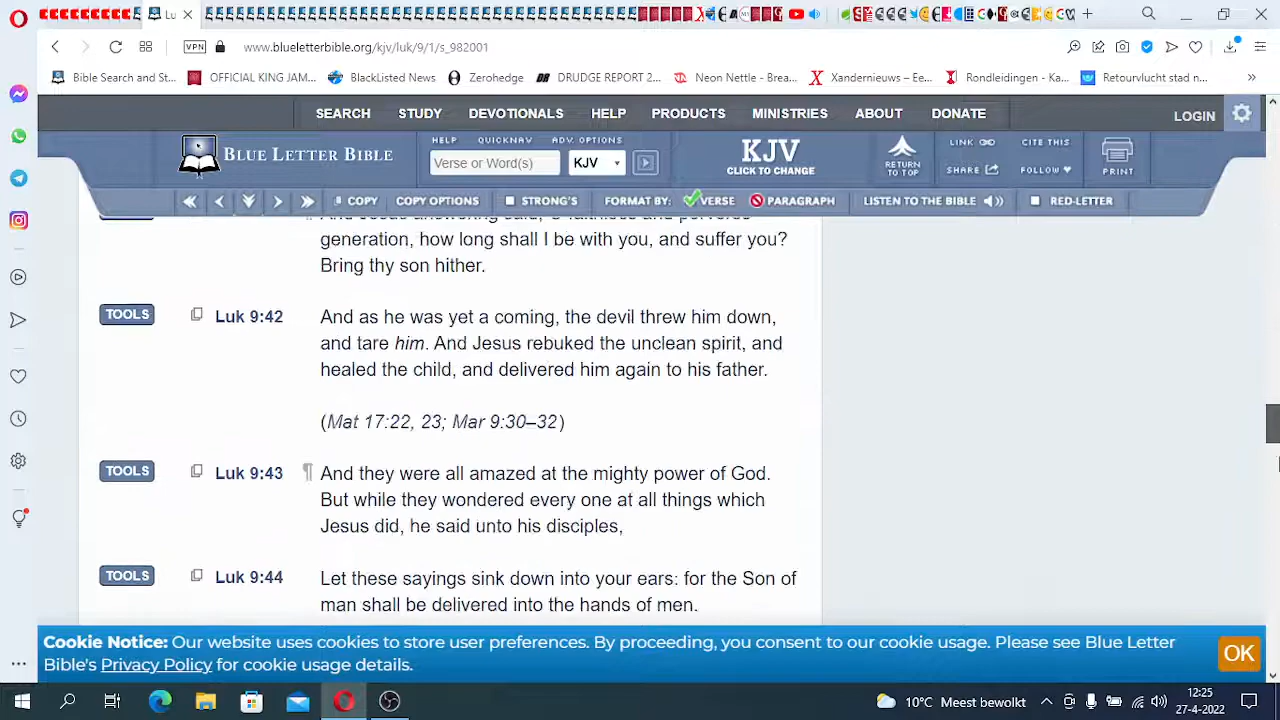 Lu
www.blueletterbible.org/kjv/luk/9/1/s_982001
VPN
Bible Search and St...
OFFICIAL KING JAM...
BlackListed News
Zerohedge
DRUDGE REPORT 2...
Neon Nettle - Brea...
Xandernieuws – Ee...
Rondleidingen - Ka...
Retourvlucht stad n...
SEARCH STUDY DEVOTIONALS HELP PRODUCTS MINISTRIES ABOUT DONATE
LOGIN
BLUE LETTER BIBLE
HELP QUICKNAV ADV. OPTIONS
Verse or Word(s)
KJV
KJV
CLICK TO CHANGE
RETURN
TO TOP
LINK
CITE THIS
SHARE
FOLLOW
PRINT
COPY COPY OPTIONS STRONG'S FORMAT BY: VERSE PARAGRAPH LISTEN TO THE BIBLE RED-LETTER
¶ And Jesus answering said, O faithless and perverse
generation, how long shall I be with you, and suffer you?
Bring thy son hither.
TOOLS Luk 9:42 And as he was yet a coming, the devil threw him down,
and tare him. And Jesus rebuked the unclean spirit, and
healed the child, and delivered him again to his father.
(Mat 17:22, 23; Mar 9:30–32)
TOOLS Luk 9:43 ¶ And they were all amazed at the mighty power of God.
But while they wondered every one at all things which
Jesus did, he said unto his disciples,
TOOLS Luk 9:44 Let these sayings sink down into your ears: for the Son of
man shall be delivered into the hands of men.
Cookie Notice: Our website uses cookies to store user preferences. By proceeding, you consent to our cookie usage. Please see Blue Letter
Bible's Privacy Policy for cookie usage details.
OK
10°C Meest bewolkt
12:25
27-4-2022